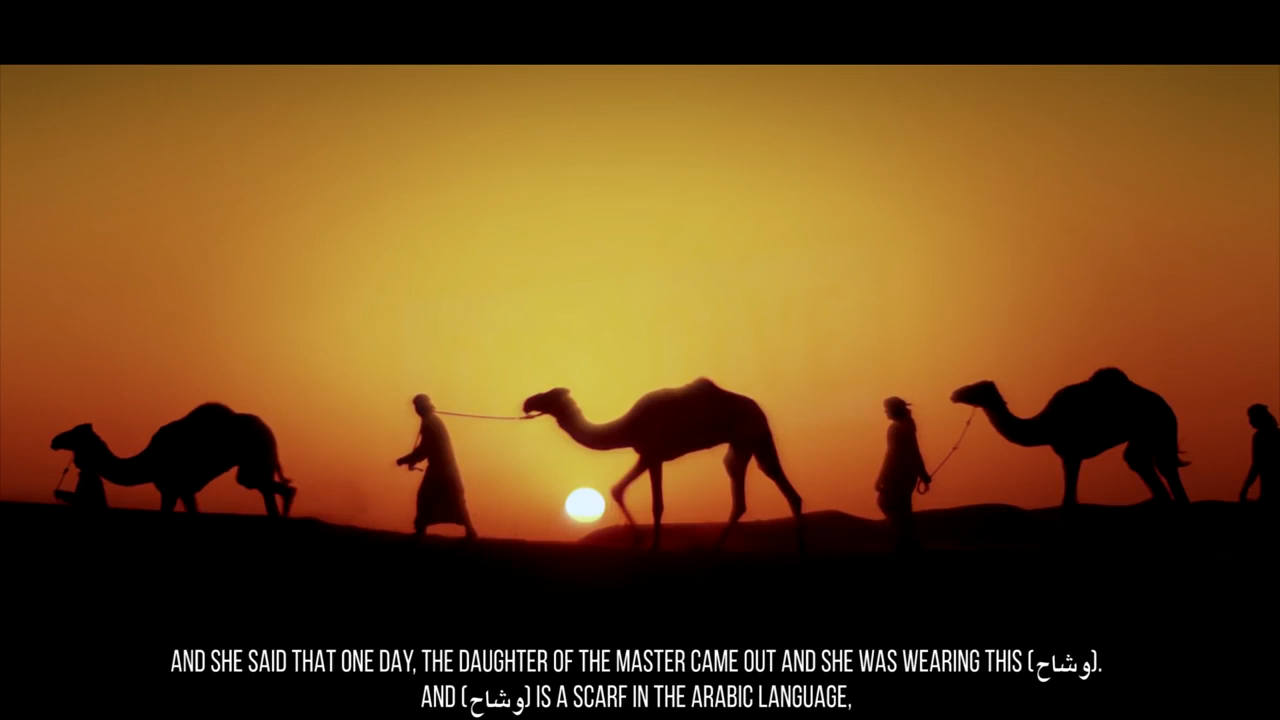 AND SHE SAID THAT ONE DAY, THE DAUGHTER OF THE MASTER CAME OUT AND SHE WAS WEARING THIS (وشاح).
AND (وشاح) IS A SCARF IN THE ARABIC LANGUAGE,